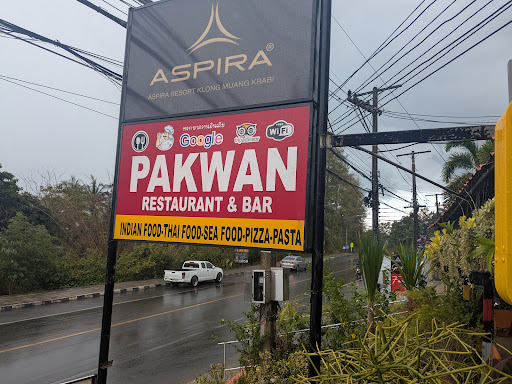 ASPIRA®
ASPIRA RESORT KLONG MUANG KRABI
Google
WiFi
PAKWAN
RESTAURANT & BAR
INDIAN FOOD-THAI FOOD-SEA FOOD-PIZZA-PASTA